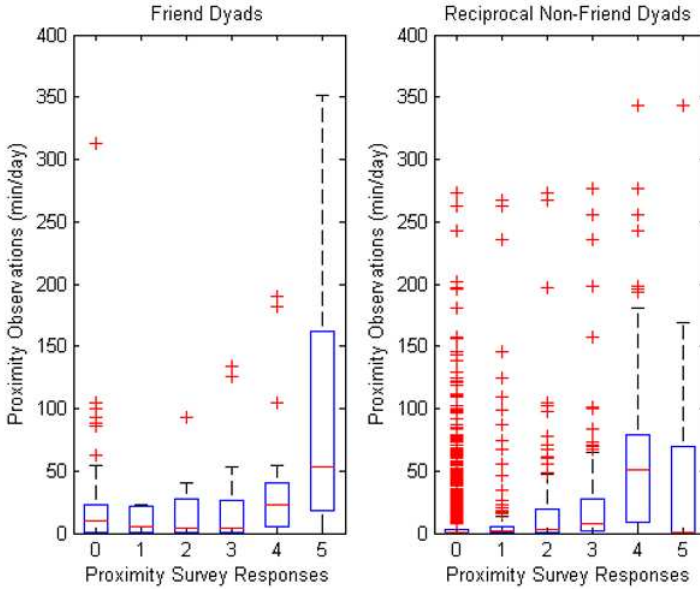 Friend Dyads
400
350
300
250
200
150
100
50
0
Proximity Observations (min/day)
0 1 2 3 4 5
Proximity Survey Responses
Reciprocal Non-Friend Dyads
400
350
300
250
200
150
100
50
0
Proximity Observations (min/day)
0 1 2 3 4 5
Proximity Survey Responses